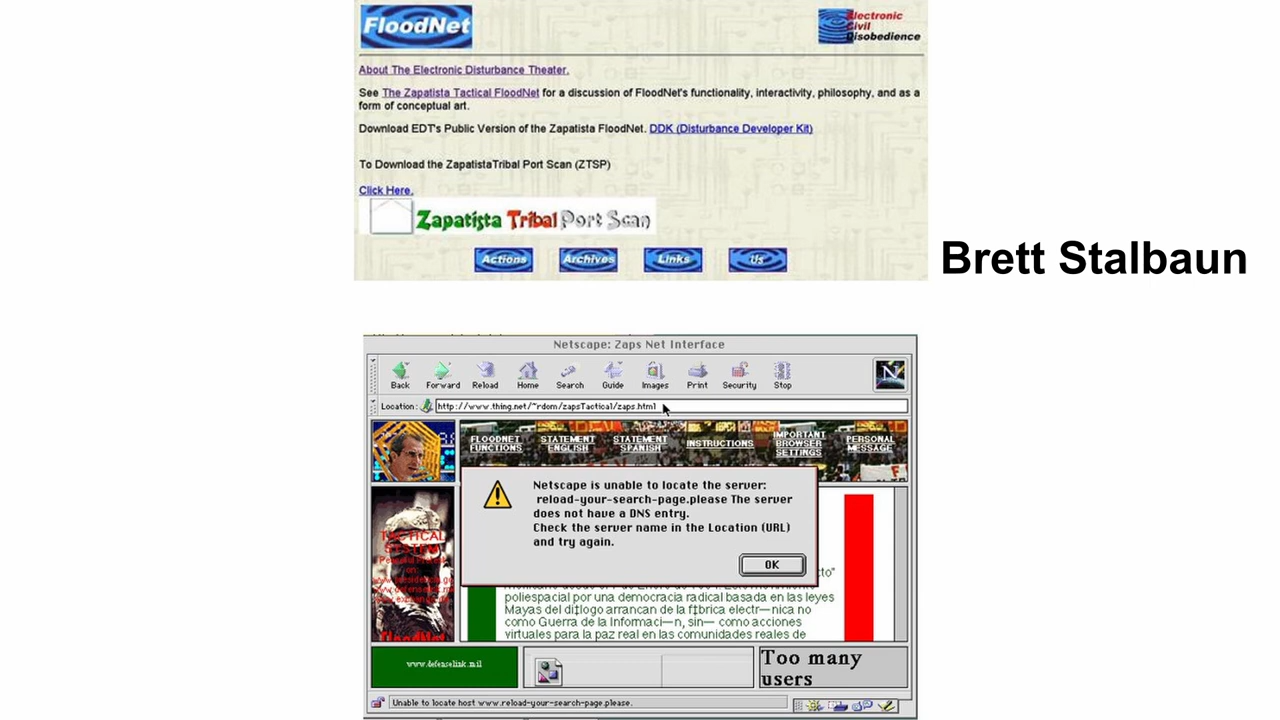 FloodNet
Electronic
Civil
Disobedience
About The Electronic Disturbance Theater.
See The Zapatista Tactical FloodNet for a discussion of FloodNet's functionality, interactivity, philosophy, and as a
form of conceptual art.
Download EDT's Public Version of the Zapatista FloodNet. DDK (Disturbance Developer Kit)
To Download the ZapatistaTribal Port Scan (ZTSP)
Click Here.
Zapatista Tribal Port Scan
Actions Archives Links Us
Brett Stalbaun
Netscape: Zaps Net Interface
Back Forward Reload Home Search Guide Images Print Security Stop
N
Location: http://www.thing.net/~rdom/zapsTactical/zaps.html
FLOODNET FUNCTIONS
STATEMENT ENGLISH
STATEMENT SPANISH
INSTRUCTIONS
IMPORTANT BROWSER SETTINGS
PERSONAL MESSAGE
Netscape is unable to locate the server:
reload-your-search-page.please The server
does not have a DNS entry.
Check the server name in the Location (URL)
and try again.
OK
TACTICAL
SYSTEM
on:
FloodNet
poliespacial por una democracia radical basada en las leyes
Mayas del di‡logo arrancan de la f‡brica electr—nica no
como Guerra de la Informaci—n, sin— como acciones
virtuales para la paz real en las comunidades reales de
www.defenselink.mil
Too many
users
Unable to locate host www.reload-your-search-page.please.